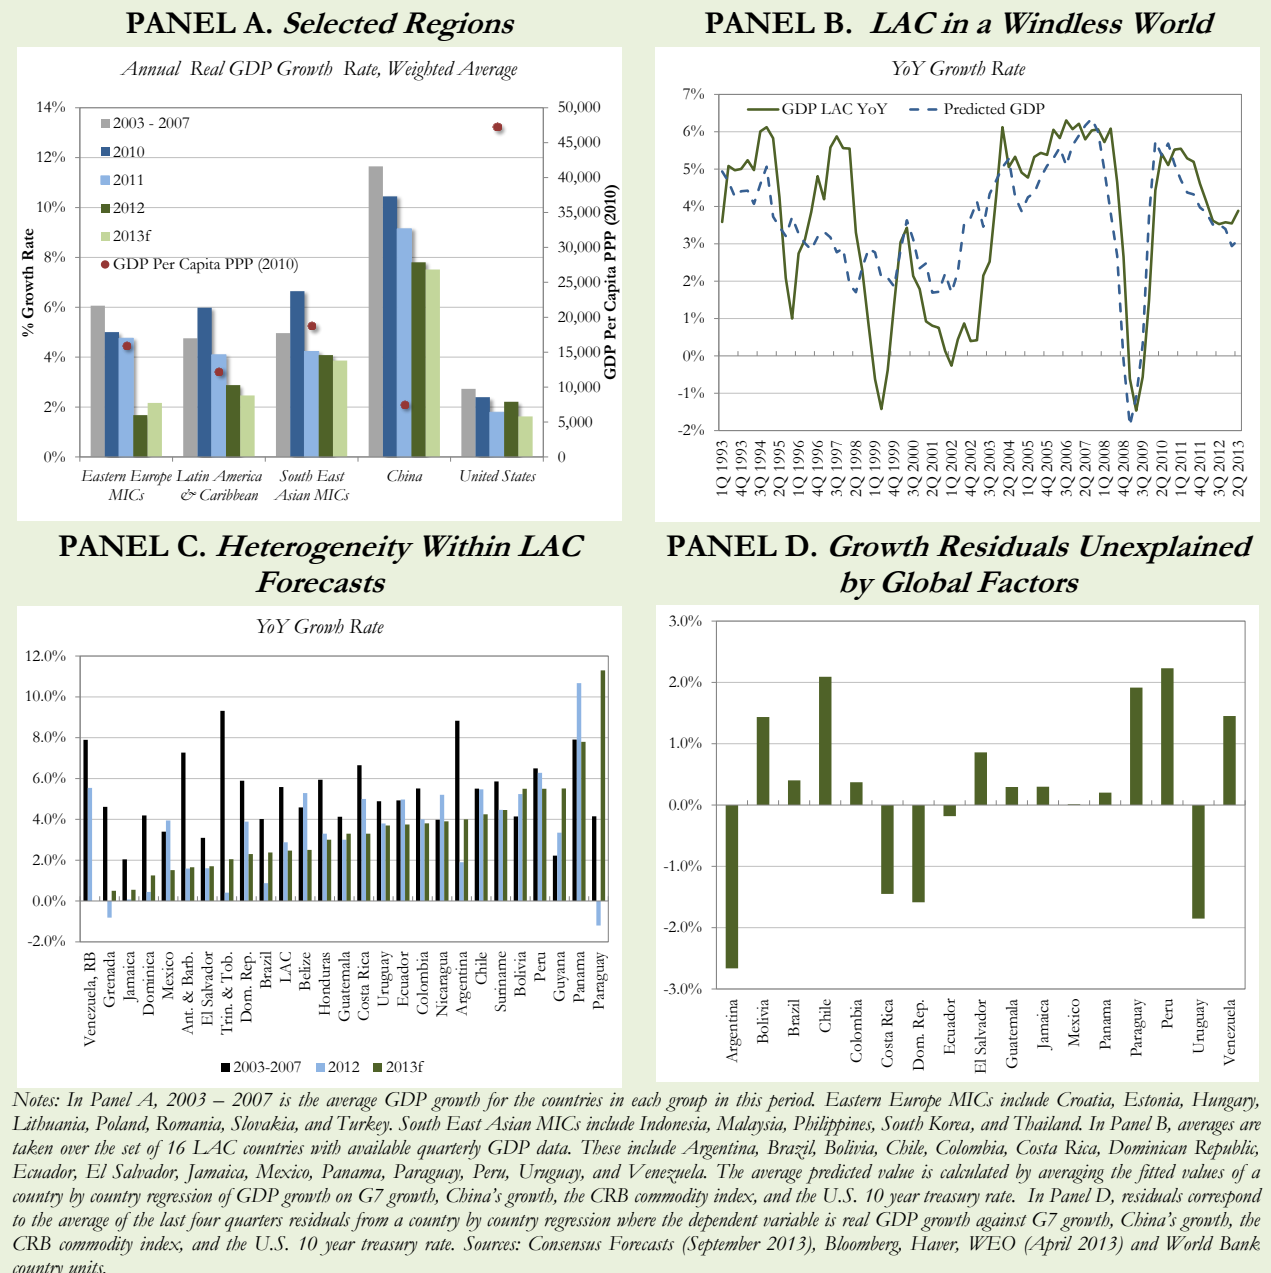 PANEL A. Selected Regions
Annual Real GDP Growth Rate, Weighted Average
% Growth Rate
14%
12%
10%
8%
6%
4%
2%
0%
2003 - 2007
2010
2011
2012
2013f
GDP Per Capita PPP (2010)
50,000
45,000
40,000
35,000
30,000
25,000
20,000
15,000
10,000
5,000
0
GDP Per Capita PPP (2010)
Eastern Europe
MICs
Latin America
& Caribbean
South East
Asian MICs
China
United States
PANEL B. LAC in a Windless World
YoY Growth Rate
7%
6%
5%
4%
3%
2%
1%
0%
-1%
-2%
GDP LAC YoY
Predicted GDP
1Q 1993
4Q 1993
3Q 1994
2Q 1995
1Q 1996
4Q 1996
3Q 1997
2Q 1998
1Q 1999
4Q 1999
3Q 2000
2Q 2001
1Q 2002
4Q 2002
3Q 2003
2Q 2004
1Q 2005
4Q 2005
3Q 2006
2Q 2007
1Q 2008
4Q 2008
3Q 2009
2Q 2010
1Q 2011
4Q 2011
3Q 2012
2Q 2013
PANEL C. Heterogeneity Within LAC
Forecasts
YoY Growh Rate
12.0%
10.0%
8.0%
6.0%
4.0%
2.0%
0.0%
-2.0%
Venezuela, RB
Grenada
Jamaica
Dominica
Mexico
Ant. & Barb.
El Salvador
Trin. & Tob.
Dom. Rep.
Brazil
LAC
Belize
Honduras
Guatemala
Costa Rica
Uruguay
Ecuador
Colombia
Nicaragua
Argentina
Chile
Suriname
Bolivia
Peru
Guyana
Panama
Paraguay
2003-2007
2012
2013f
PANEL D. Growth Residuals Unexplained
by Global Factors
3.0%
2.0%
1.0%
0.0%
-1.0%
-2.0%
-3.0%
Argentina
Bolivia
Brazil
Chile
Colombia
Costa Rica
Dom. Rep.
Ecuador
El Salvador
Guatemala
Jamaica
Mexico
Panama
Paraguay
Peru
Uruguay
Venezuela
Notes: In Panel A, 2003 – 2007 is the average GDP growth for the countries in each group in this period. Eastern Europe MICs include Croatia, Estonia, Hungary,
Lithuania, Poland, Romania, Slovakia, and Turkey. South East Asian MICs include Indonesia, Malaysia, Philippines, South Korea, and Thailand. In Panel B, averages are
taken over the set of 16 LAC countries with available quarterly GDP data. These include Argentina, Brazil, Bolivia, Chile, Colombia, Costa Rica, Dominican Republic,
Ecuador, El Salvador, Jamaica, Mexico, Panama, Paraguay, Peru, Uruguay, and Venezuela. The average predicted value is calculated by averaging the fitted values of a
country by country regression of GDP growth on G7 growth, China's growth, the CRB commodity index, and the U.S. 10 year treasury rate. In Panel D, residuals correspond
to the average of the last four quarters residuals from a country by country regression where the dependent variable is real GDP growth against G7 growth, China's growth, the
CRB commodity index, and the U.S. 10 year treasury rate. Sources: Consensus Forecasts (September 2013), Bloomberg, Haver, WEO (April 2013) and World Bank
country units.